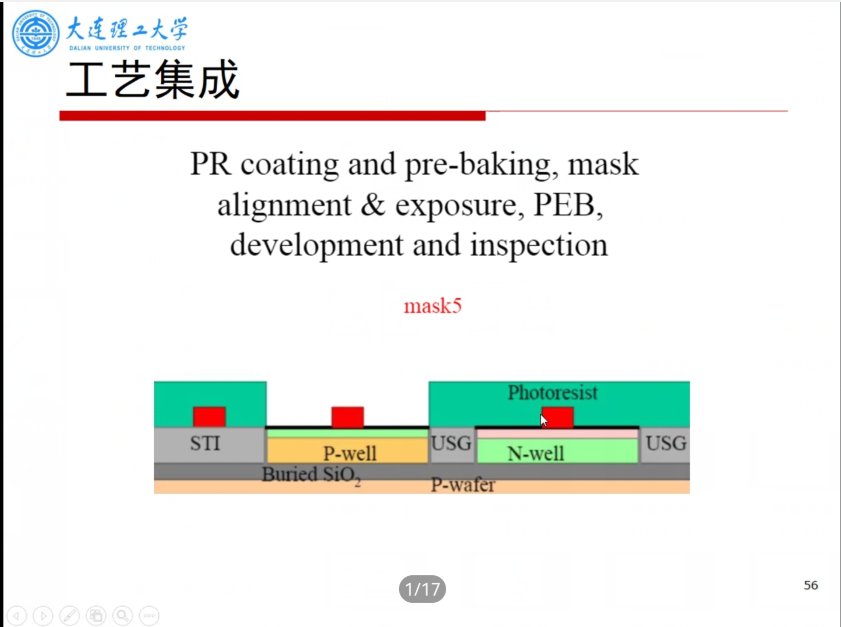 大连理工大学
DALIAN UNIVERSITY OF TECHNOLOGY
工艺集成
PR coating and pre-baking, mask
alignment & exposure, PEB,
development and inspection
mask5
Photoresist
STI
P-well
USG
N-well
USG
Buried SiO₂
P-wafer
1/17
56